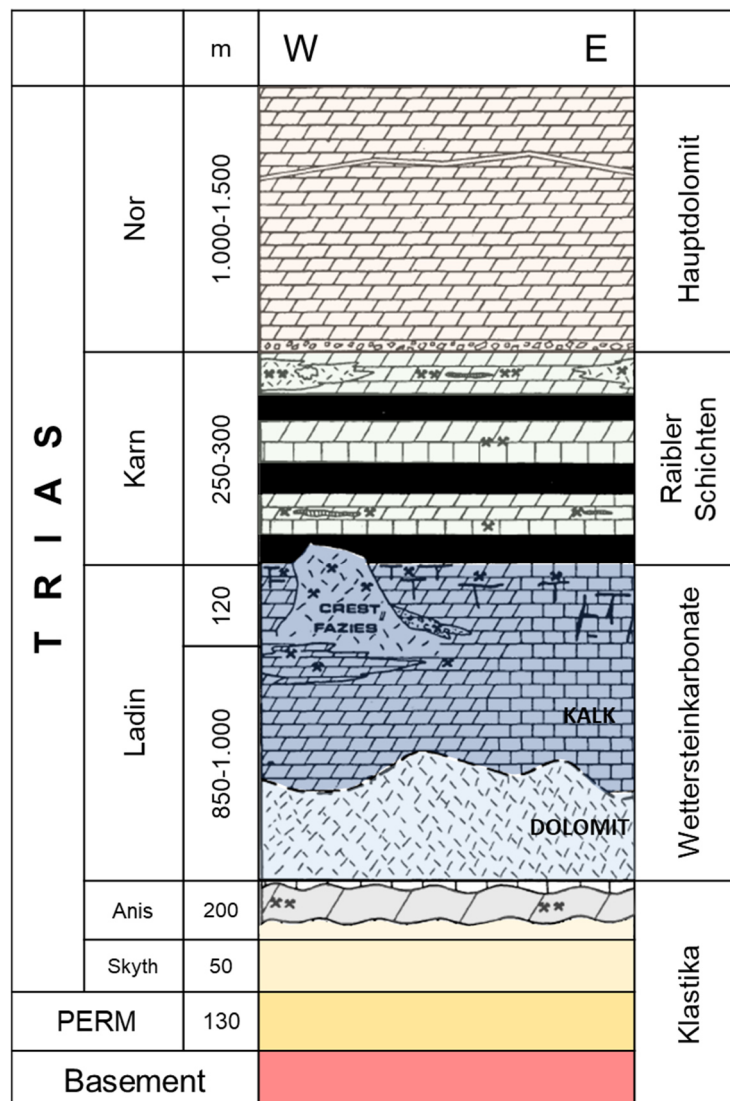 m
W
E
TRIAS
Nor
1.000-1.500
Hauptdolomit
Karn
250-300
Raibler
Schichten
Ladin
120
850-1.000
CREST
FAZIES
KALK
DOLOMIT
Wettersteinkarbonate
Anis
200
Skyth
50
Klastika
PERM
130
Basement